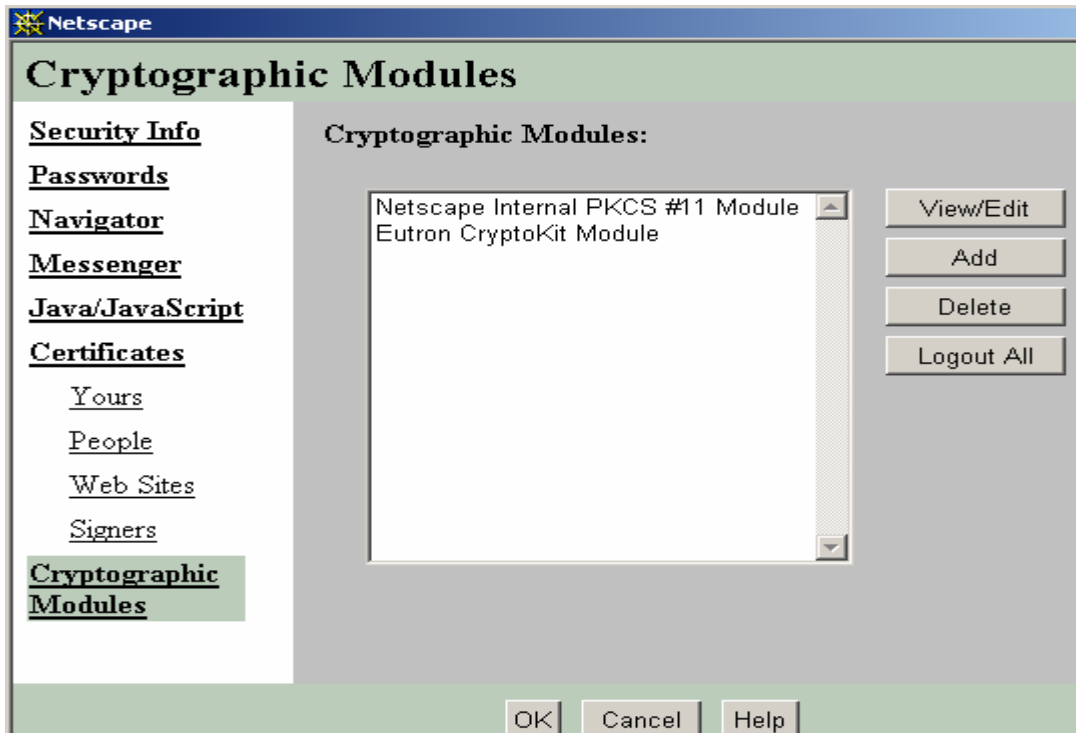 Netscape
Cryptographic Modules
Security Info
Passwords
Navigator
Messenger
Java/JavaScript
Certificates
Yours
People
Web Sites
Signers
Cryptographic
Modules
Cryptographic Modules:
Netscape Internal PKCS #11 Module
Eutron CryptoKit Module
View/Edit
Add
Delete
Logout All
OK
Cancel
Help